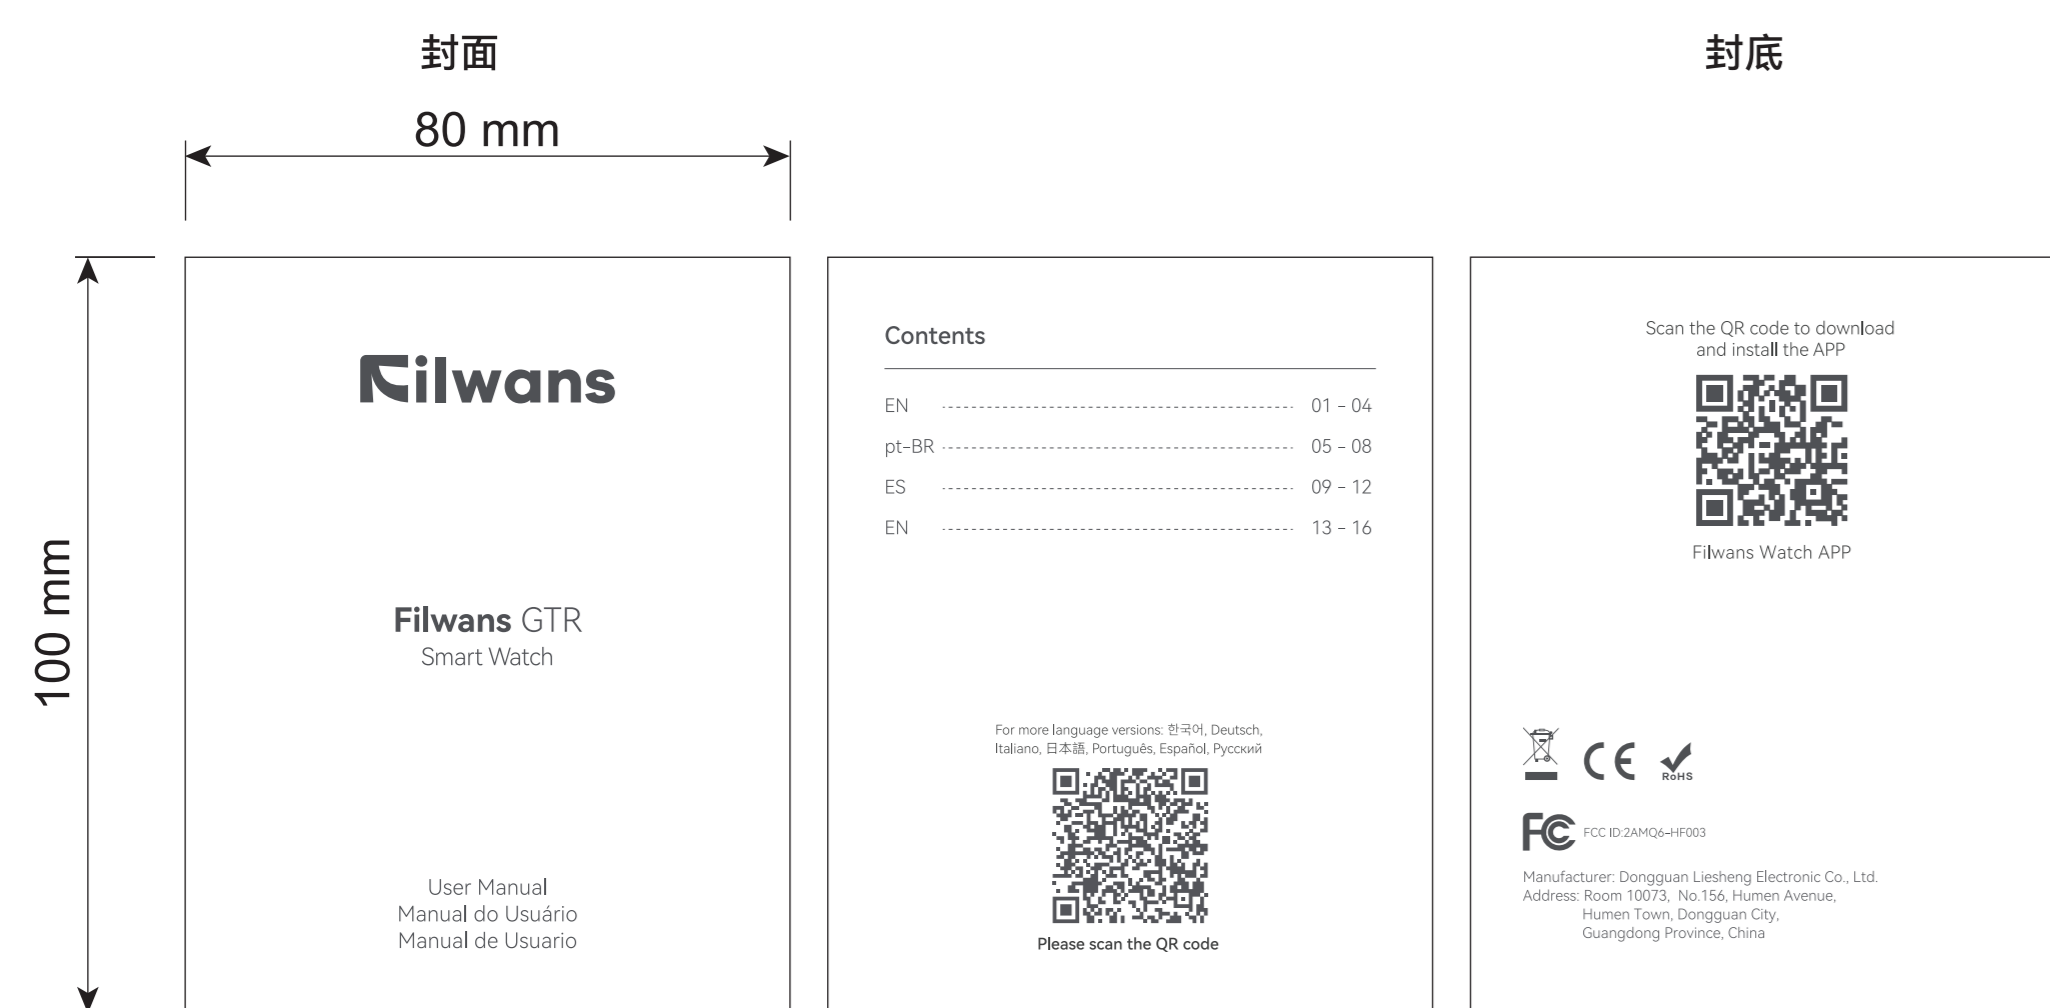 封面
封底
80 mm
100 mm
Filwans
Filwans GTR
Smart Watch
User Manual
Manual do Usuário
Manual de Usuario
Contents
EN 01 - 04
pt-BR 05 - 08
ES 09 - 12
EN 13 - 16
For more language versions: 한국어, Deutsch,
Italiano, 日本語, Português, Español, Русский
Please scan the QR code
Scan the QR code to download
and install the APP
Filwans Watch APP
CE
RoHS
FC FCC ID:2AMQ6-HF003
Manufacturer: Dongguan Liesheng Electronic Co., Ltd.
Address: Room 10073, No.156, Humen Avenue,
Humen Town, Dongguan City,
Guangdong Province, China